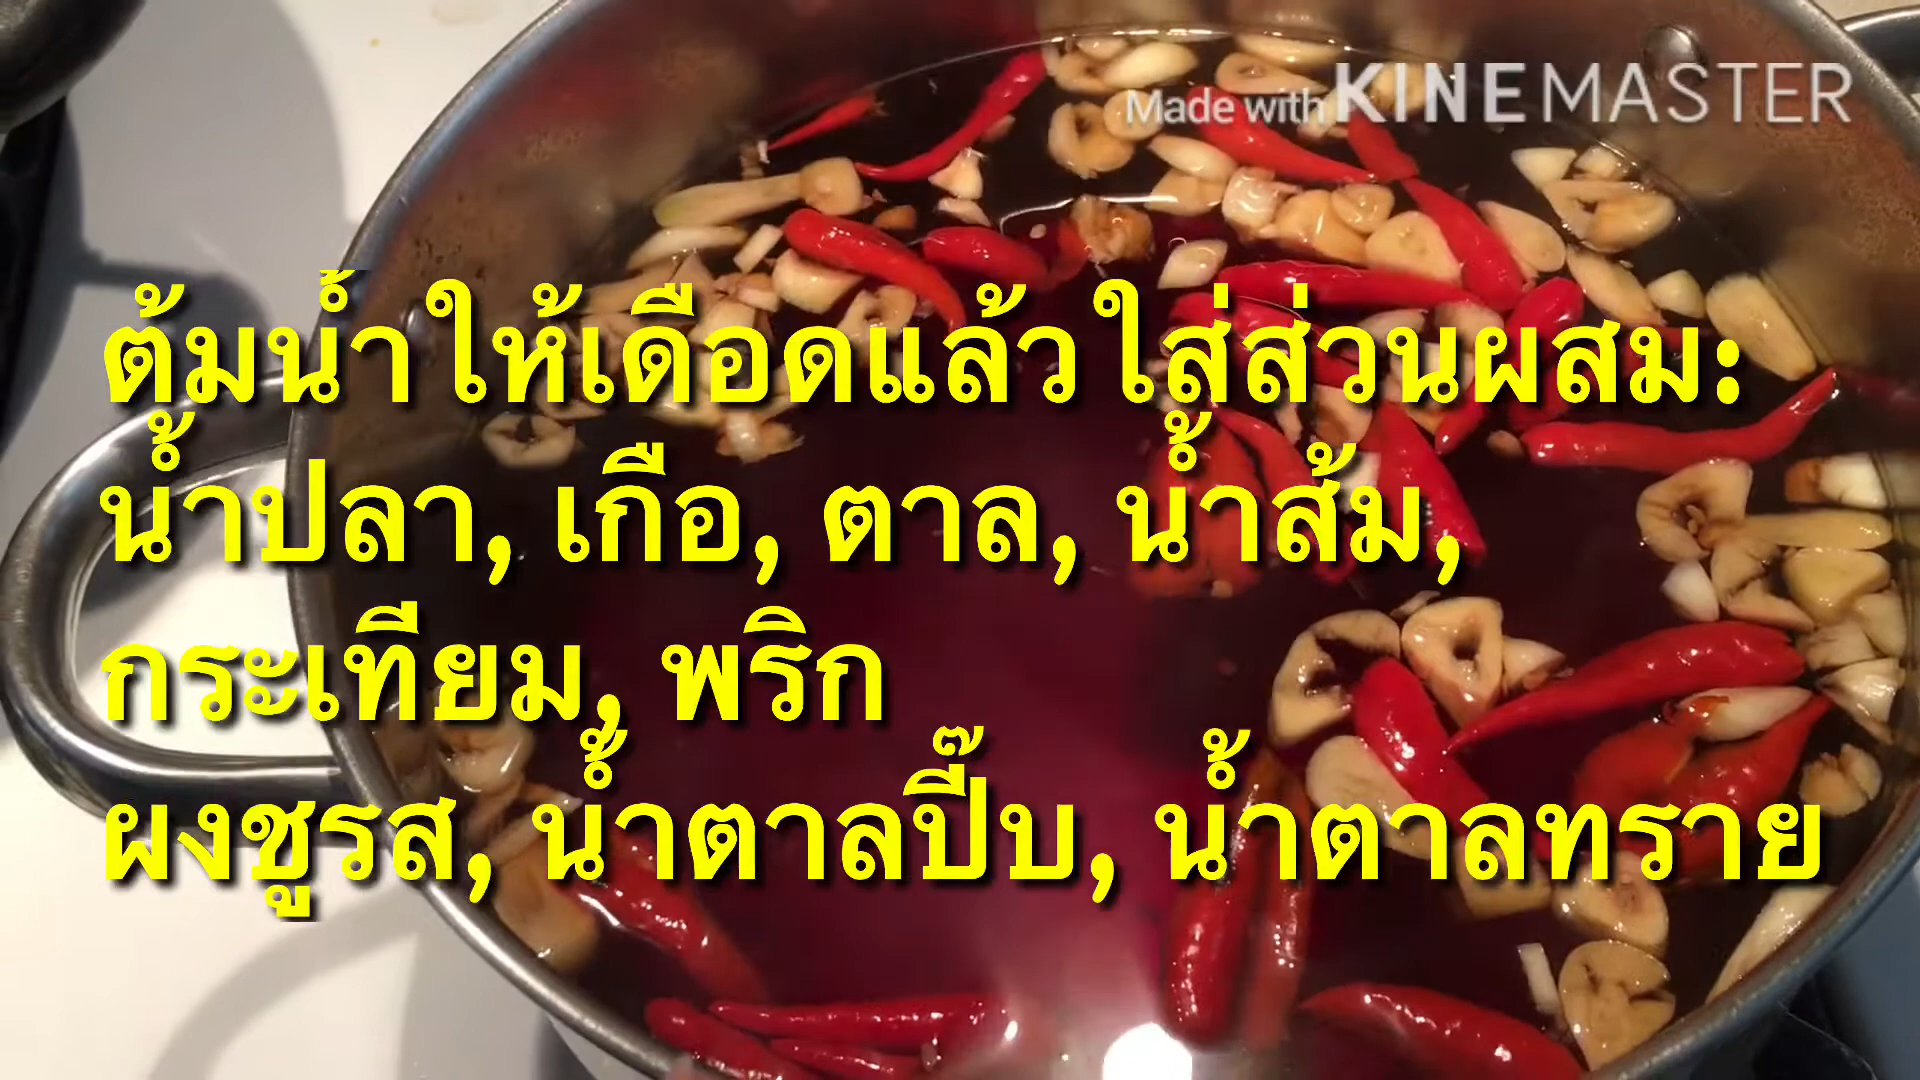 Made with KINEMASTER
ต้มน้ำให้เดือดแล้วใส่ส่วนผสม:
น้ำปลา, เกือ, ตาล, น้ำส้ม,
กระเทียม, พริก
ผงชูรส, น้ำตาลปี๊บ, น้ำตาลทราย